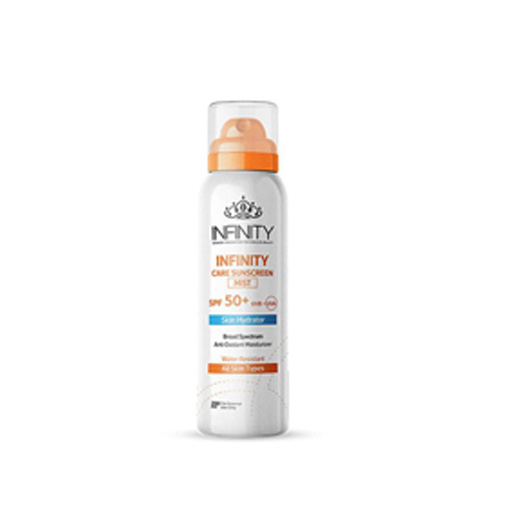 INFINITY
INFINITY
CARE SUNSCREEN
MIST
SPF 50+
Skin Hydrator
Broad Spectrum
Anti Oxidant Moisturizer
Water Resistant
All Skin Types